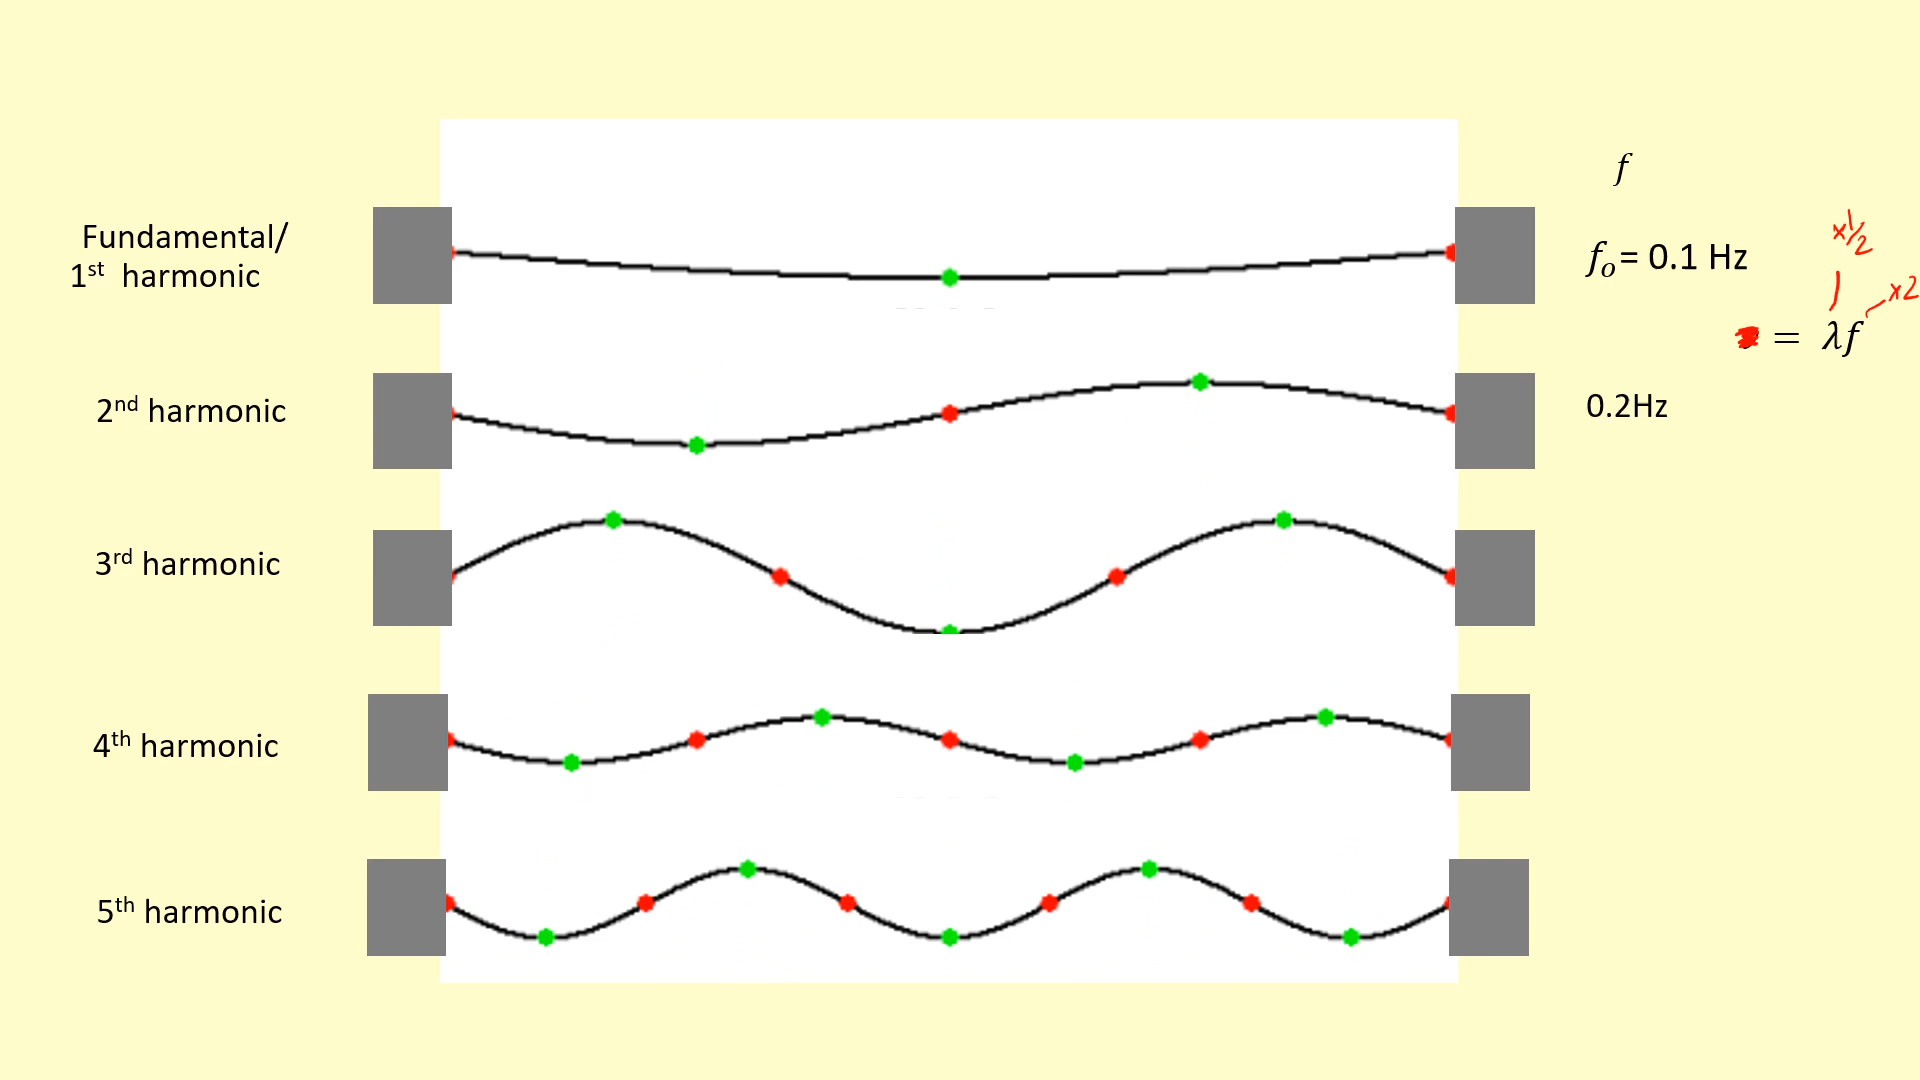 f
Fundamental/
1st harmonic
fo = 0.1 Hz
x1/2
x2
= λf
2nd harmonic
0.2Hz
3rd harmonic
4th harmonic
5th harmonic